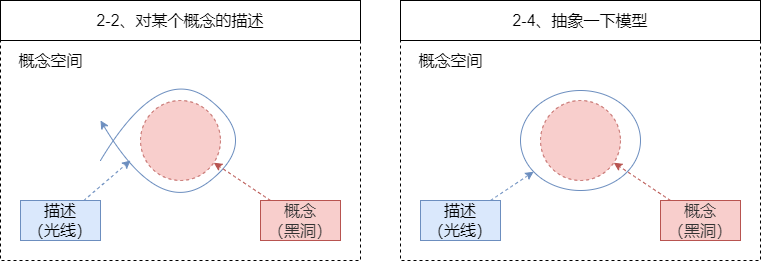 2-2、对某个概念的描述
概念空间
描述
（光线）
概念
（黑洞）
2-4、抽象一下模型
概念空间
描述
（光线）
概念
（黑洞）